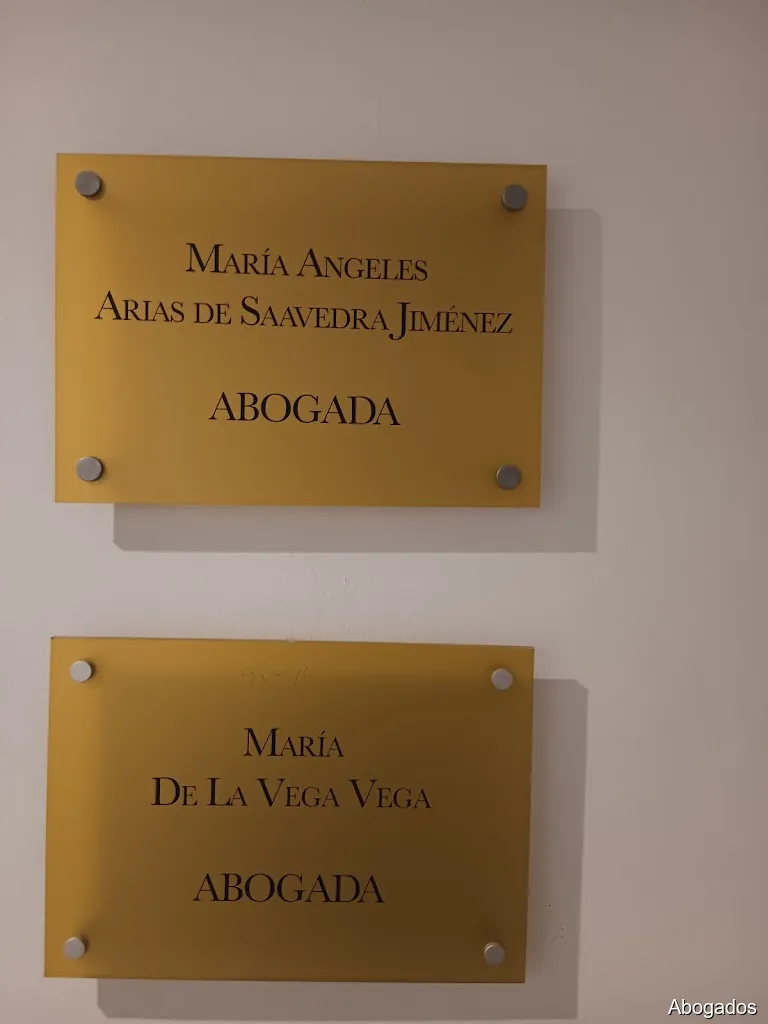 María Angeles
Arias de Saavedra Jiménez
ABOGADA
María
De La Vega Vega
ABOGADA
Abogados